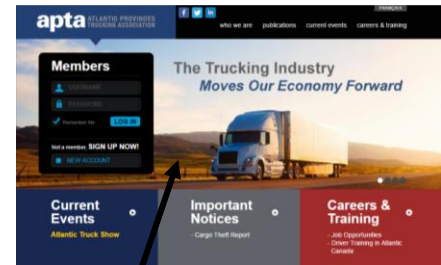 FRANÇAIS
apta ATLANTIC PROVINCES
TRUCKING ASSOCIATION
who we are publications current events careers & training
Members
USERNAME
PASSWORD
Remember Me LOG IN
Not a member SIGN UP NOW!
NEW ACCOUNT
The Trucking Industry
Moves Our Economy Forward
Current
Events
Atlantic Truck Show
Important
Notices
- Cargo Theft Report
Careers &
Training
- Job Opportunities
- Driver Training in Atlantic
Canada